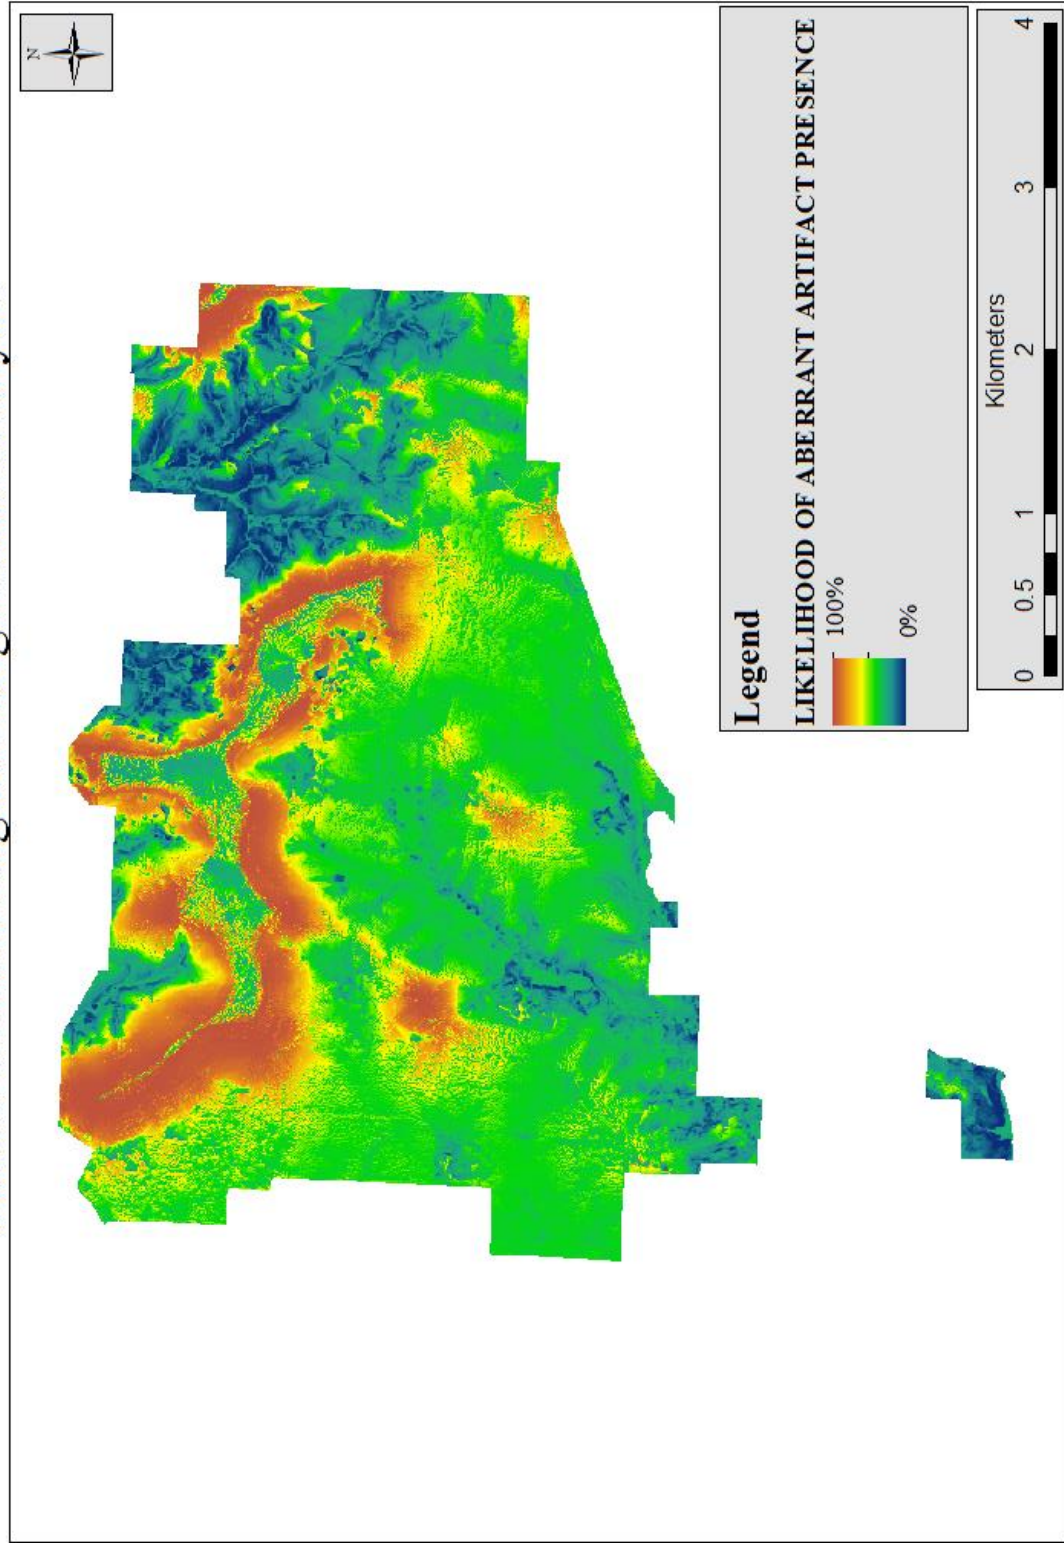 N
Legend
LIKELIHOOD OF ABERRANT ARTIFACT PRESENCE
100%
0%
Kilometers
0 0.5 1 2 3 4